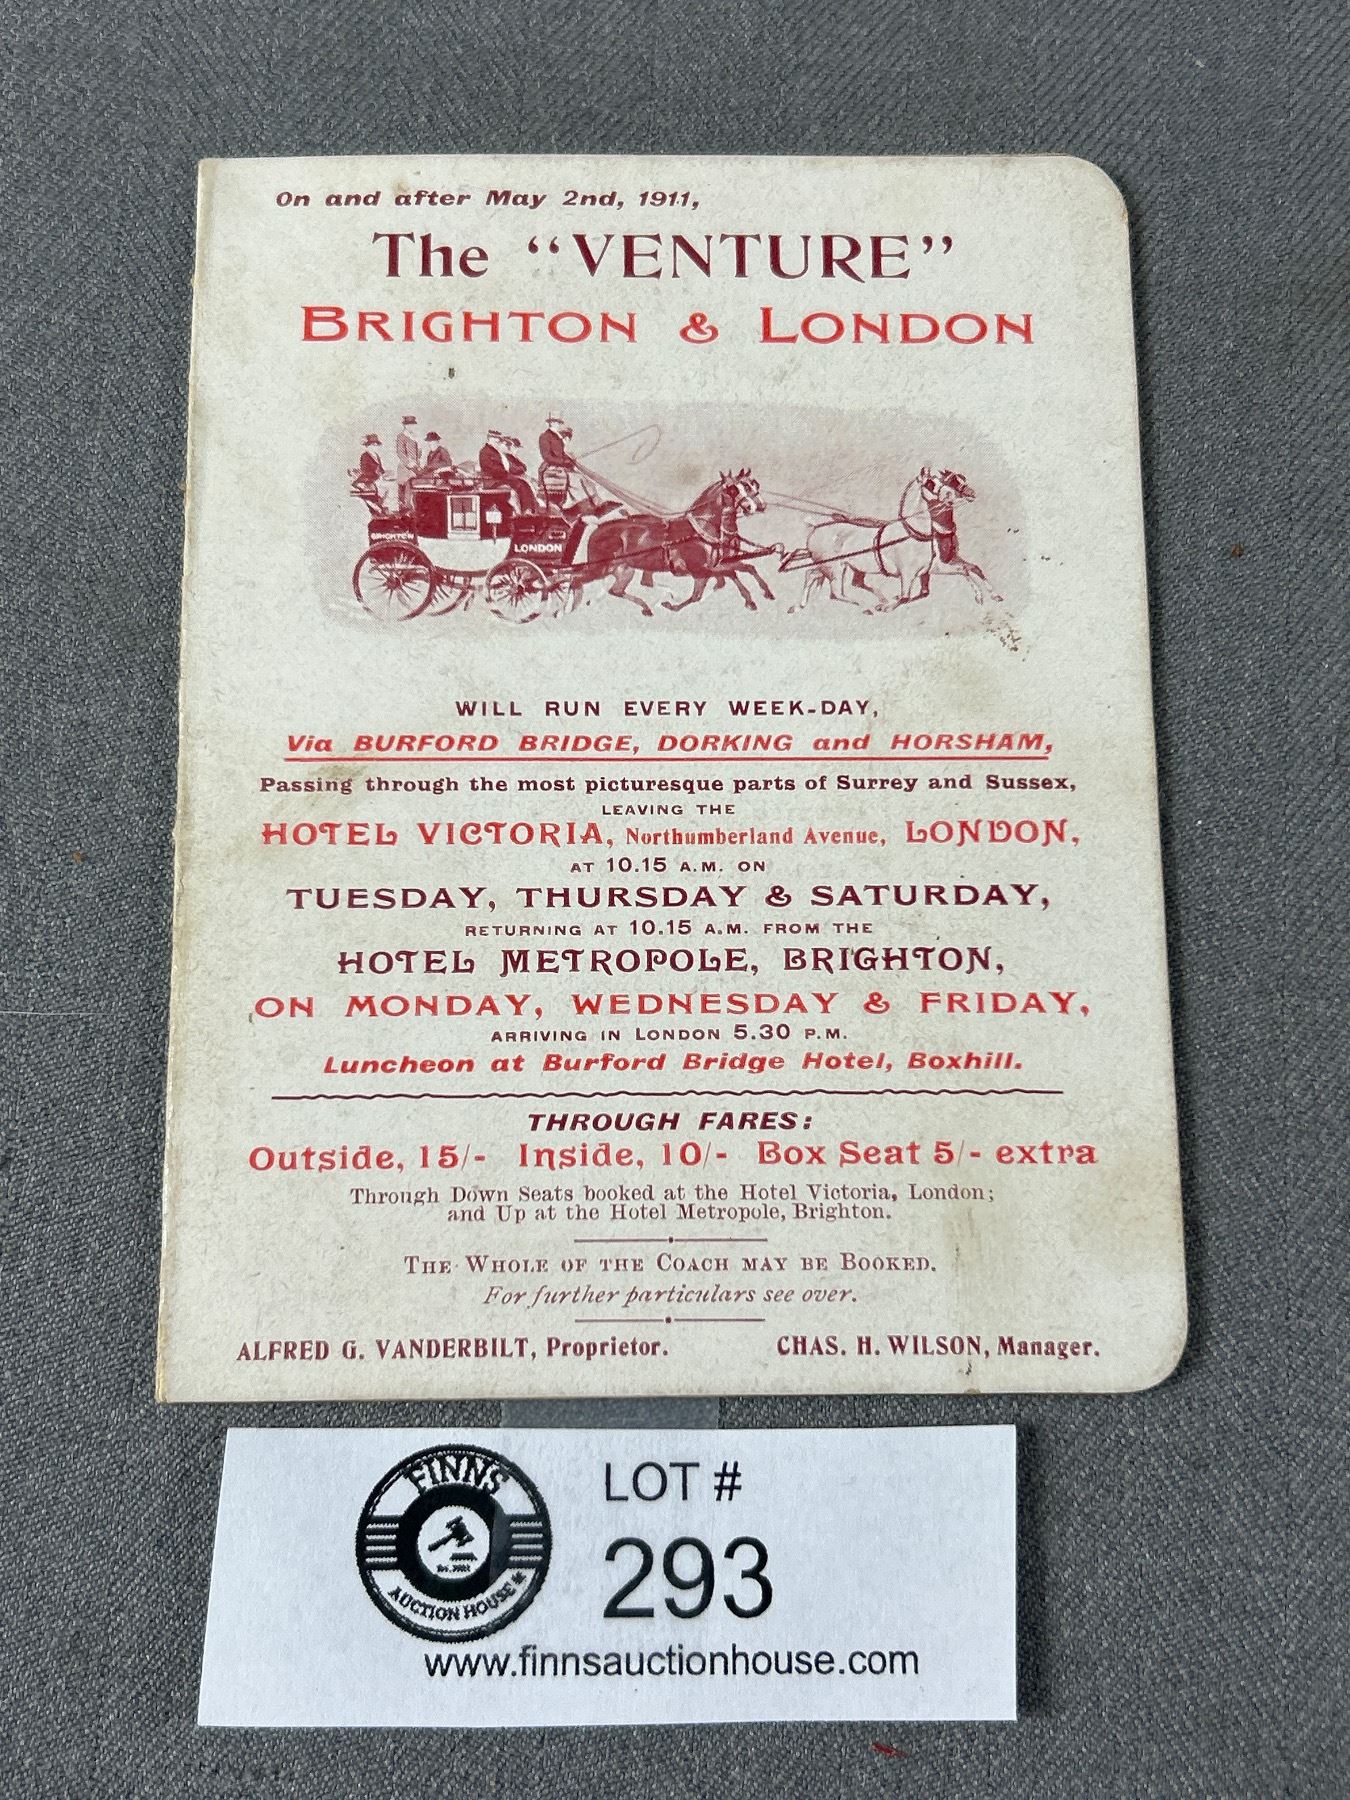 On and after May 2nd, 1911,
The "VENTURE"
BRIGHTON & LONDON
BRIGHTON
LONDON
WILL RUN EVERY WEEK-DAY,
Via BURFORD BRIDGE, DORKING and HORSHAM,
Passing through the most picturesque parts of Surrey and Sussex,
LEAVING THE
HOTEL VICTORIA, Northumberland Avenue, LONDON,
AT 10.15 A.M. ON
TUESDAY, THURSDAY & SATURDAY,
RETURNING AT 10.15 A.M. FROM THE
HOTEL METROPOLE, BRIGHTON,
ON MONDAY, WEDNESDAY & FRIDAY,
ARRIVING IN LONDON 5.30 P.M.
Luncheon at Burford Bridge Hotel, Boxhill.
THROUGH FARES:
Outside, 15/- Inside, 10/- Box Seat 5/- extra
Through Down Seats booked at the Hotel Victoria, London;
and Up at the Hotel Metropole, Brighton.
THE WHOLE OF THE COACH MAY BE BOOKED.
For further particulars see over.
ALFRED G. VANDERBILT, Proprietor. CHAS. H. WILSON, Manager.
FINNS
AUCTION HOUSE
LOT #
293
www.finnsauctionhouse.com